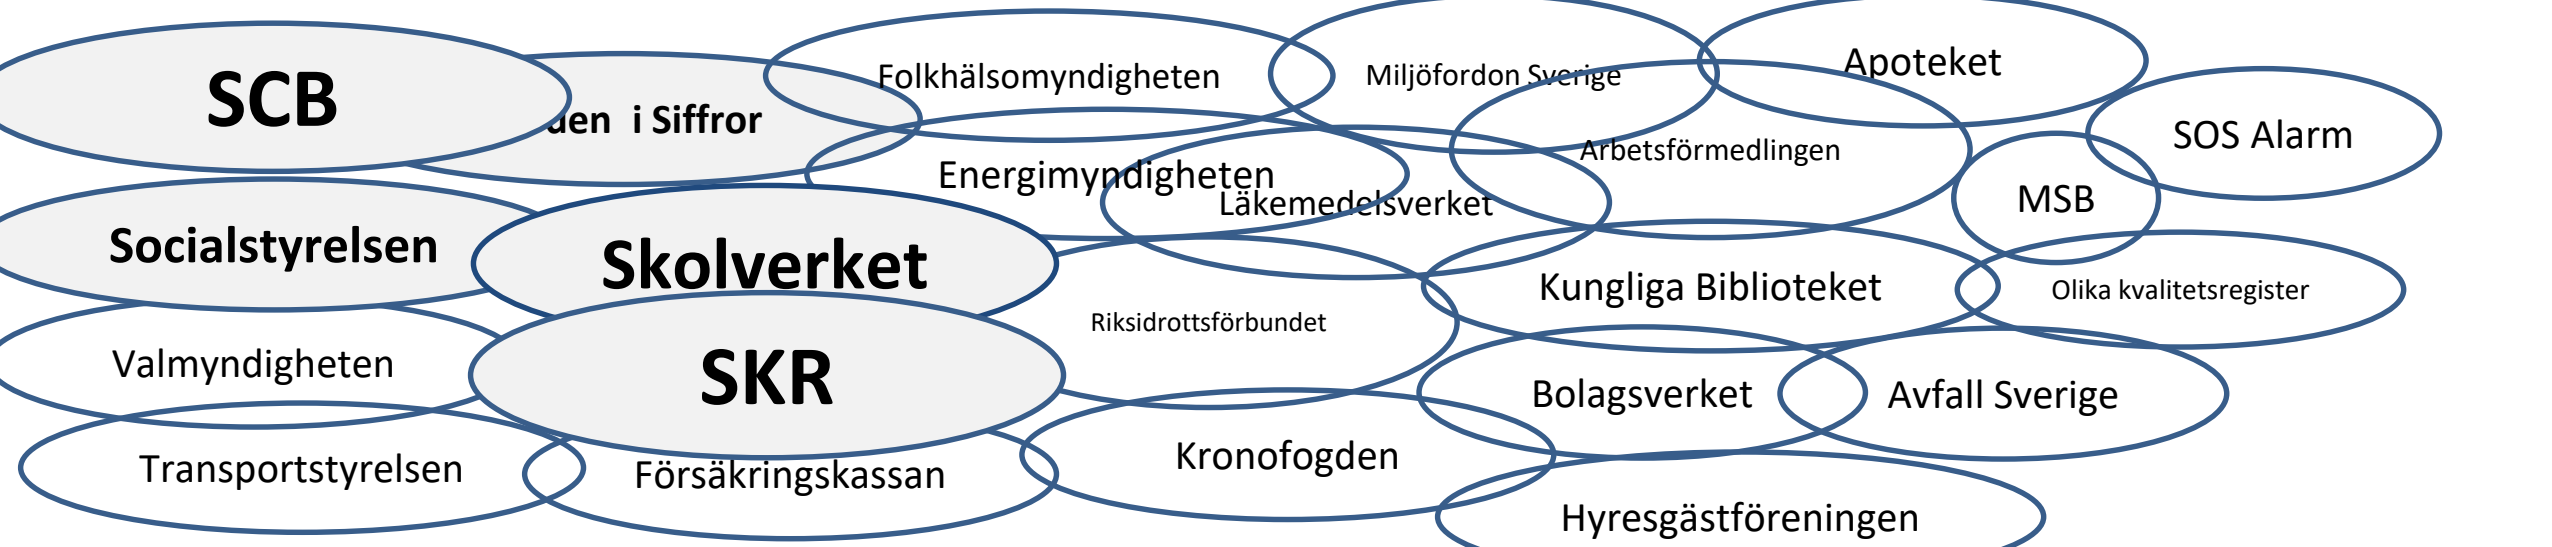 SCB
i Siffror
Folkhälsomyndigheten
Miljöfordon Sverige
Apoteket
SOS Alarm
Arbetsförmedlingen
Energimyndigheten
Läkemedelsverket
MSB
Socialstyrelsen
Skolverket
Kungliga Biblioteket
Olika kvalitetsregister
Riksidrottsförbundet
Valmyndigheten
SKR
Bolagsverket
Avfall Sverige
Kronofogden
Transportstyrelsen
Försäkringskassan
Hyresgästföreningen